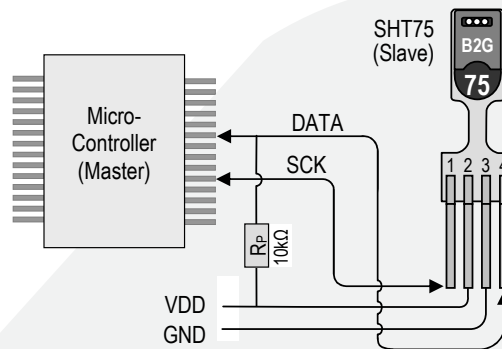 SHT75
(Slave)
B2G
75
Micro-
Controller
(Master)
DATA
SCK
1 2 3 4
RP
10kΩ
VDD
GND